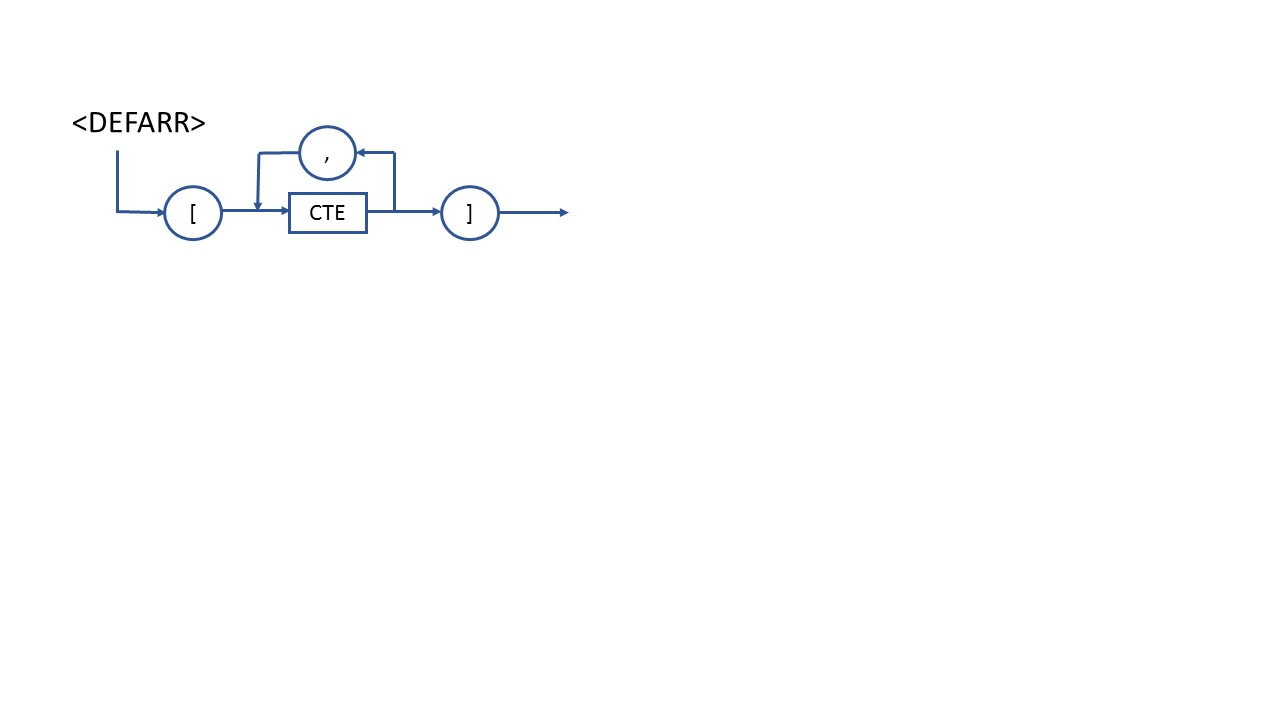 <DEFARR>
,
[ CTE ]